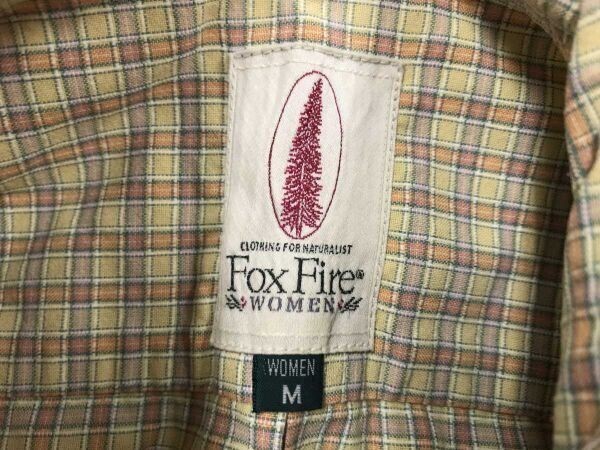 CLOTHING FOR NATURALIST
Fox Fire®
WOMEN
WOMEN
M